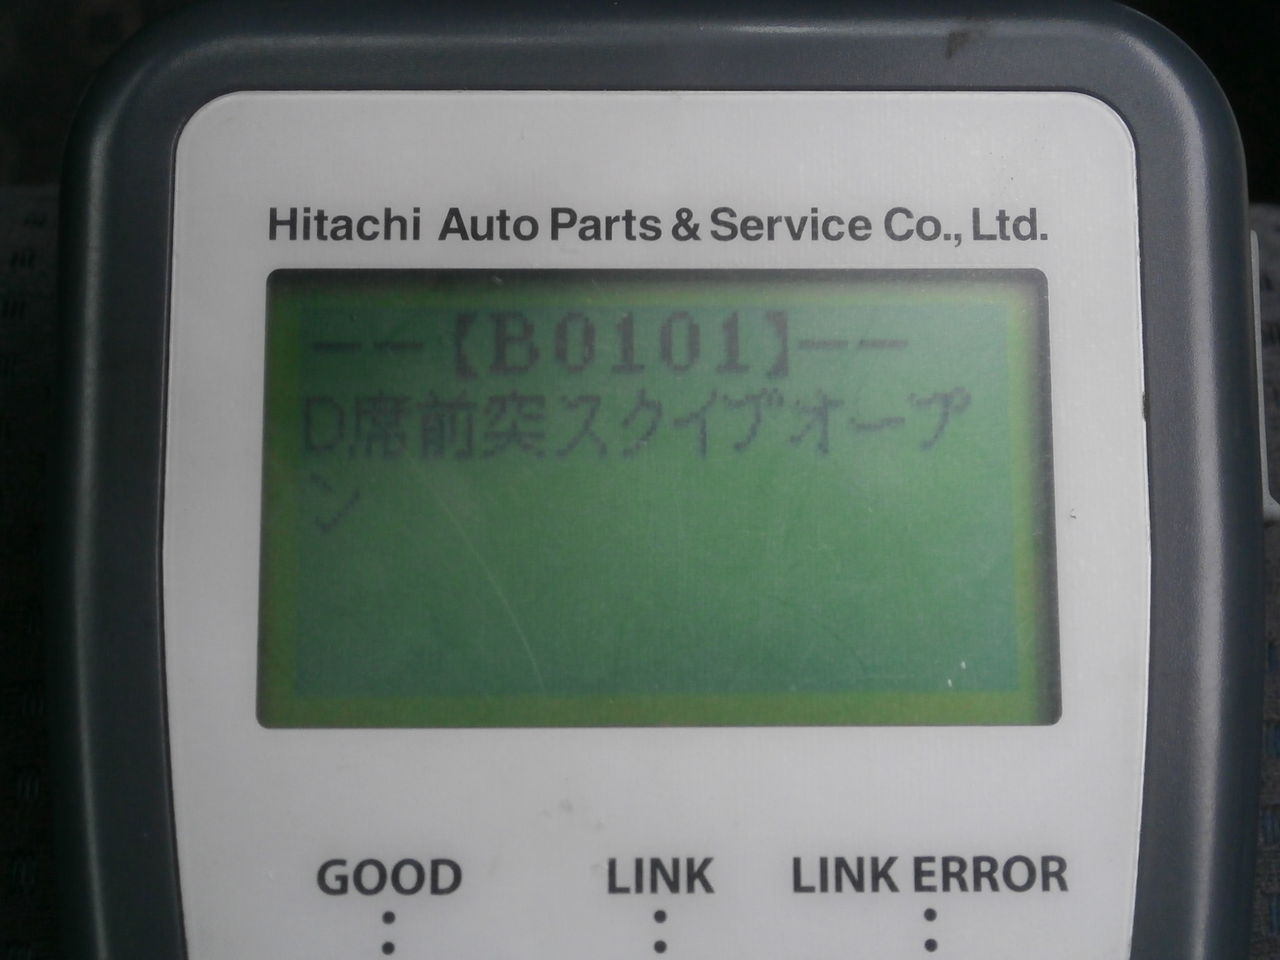 Hitachi Auto Parts & Service Co., Ltd.
--【B0101】--
D席前突スクイブオープ
ン
GOOD LINK LINK ERROR